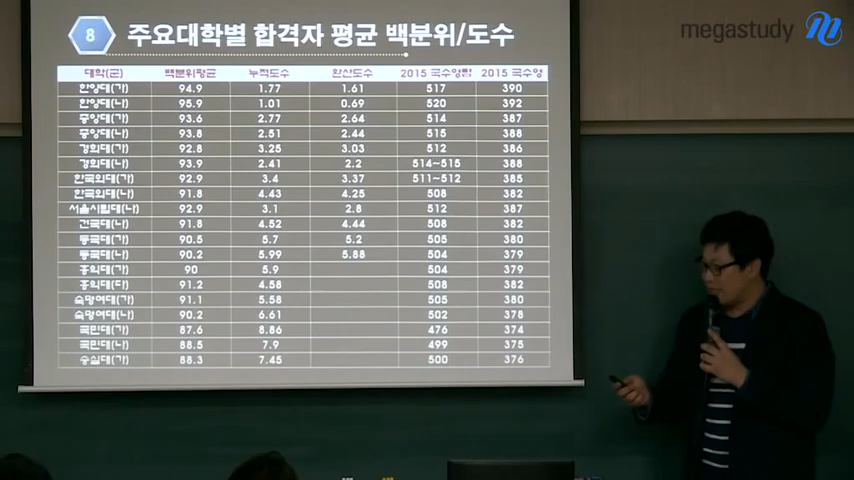 megastudy
8 주요대학별 합격자 평균 백분위/도수
대학(군) 백분위평균 누적도수 환산도수 2015 국수영탐 2015 국수영
한양대(가) 94.9 1.77 1.61 517 390
한양대(나) 95.9 1.01 0.69 520 392
중앙대(가) 93.6 2.77 2.64 514 387
중앙대(나) 93.8 2.51 2.44 515 388
경희대(가) 92.8 3.25 3.03 512 386
경희대(나) 93.9 2.41 2.2 514~515 388
한국외대(가) 92.9 3.4 3.37 511~512 385
한국외대(나) 91.8 4.43 4.25 508 382
서울시립대(나) 92.9 3.1 2.8 512 387
건국대(나) 91.8 4.52 4.44 508 382
동국대(가) 90.5 5.7 5.2 505 380
동국대(나) 90.2 5.99 5.88 504 379
홍익대(가) 90 5.9 504 379
홍익대(다) 91.2 4.58 508 382
숙명여대(가) 91.1 5.58 505 380
숙명여대(나) 90.2 6.61 502 378
국민대(가) 87.6 8.86 476 374
국민대(나) 88.5 7.9 499 375
숭실대(가) 88.3 7.45 500 376